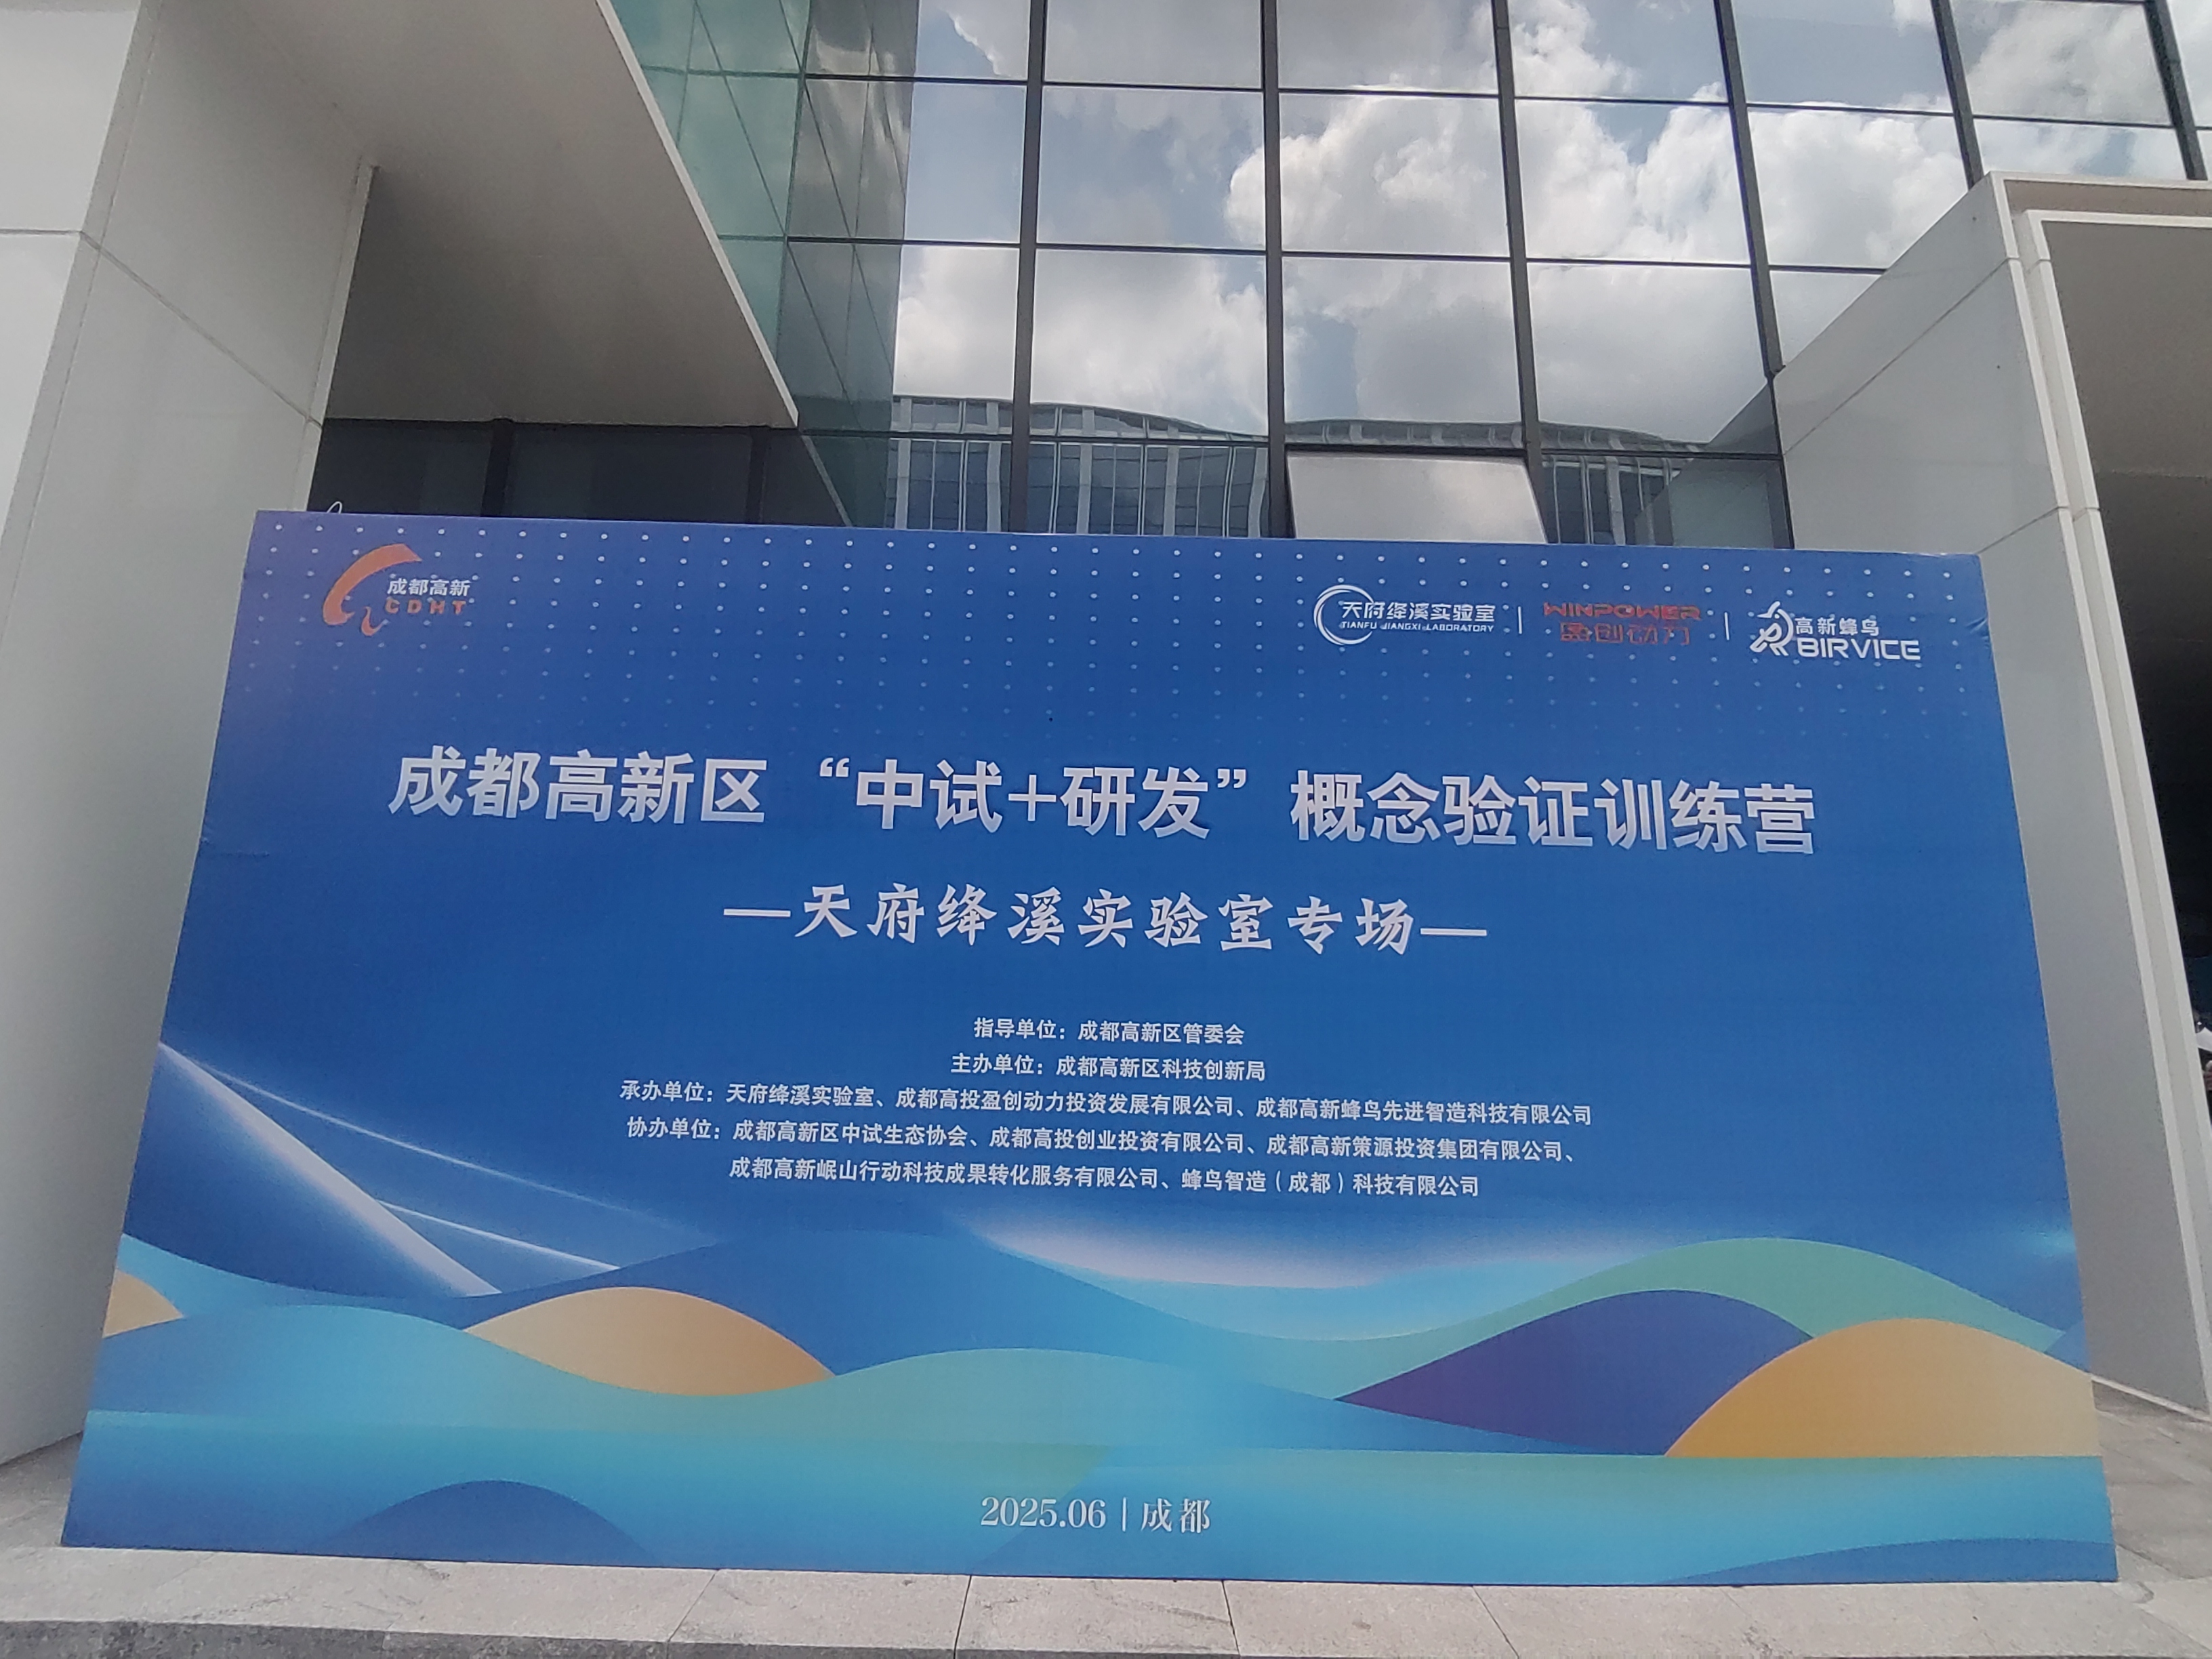 成都高新
CDHT
天府绛溪实验室
TIANFU JIANGXI LABORATORY
WINPOWER
盈创动力
高新蜂鸟
BIRVICE
成都高新区“中试+研发”概念验证训练营
—天府绛溪实验室专场—
指导单位：成都高新区管委会
主办单位：成都高新区科技创新局
承办单位：天府绛溪实验室、成都高投盈创动力投资发展有限公司、成都高新蜂鸟先进智造科技有限公司
协办单位：成都高新区中试生态协会、成都高投创业投资有限公司、成都高新策源投资集团有限公司、
成都高新岷山行动科技成果转化服务有限公司、蜂鸟智造（成都）科技有限公司
2025.06 | 成都